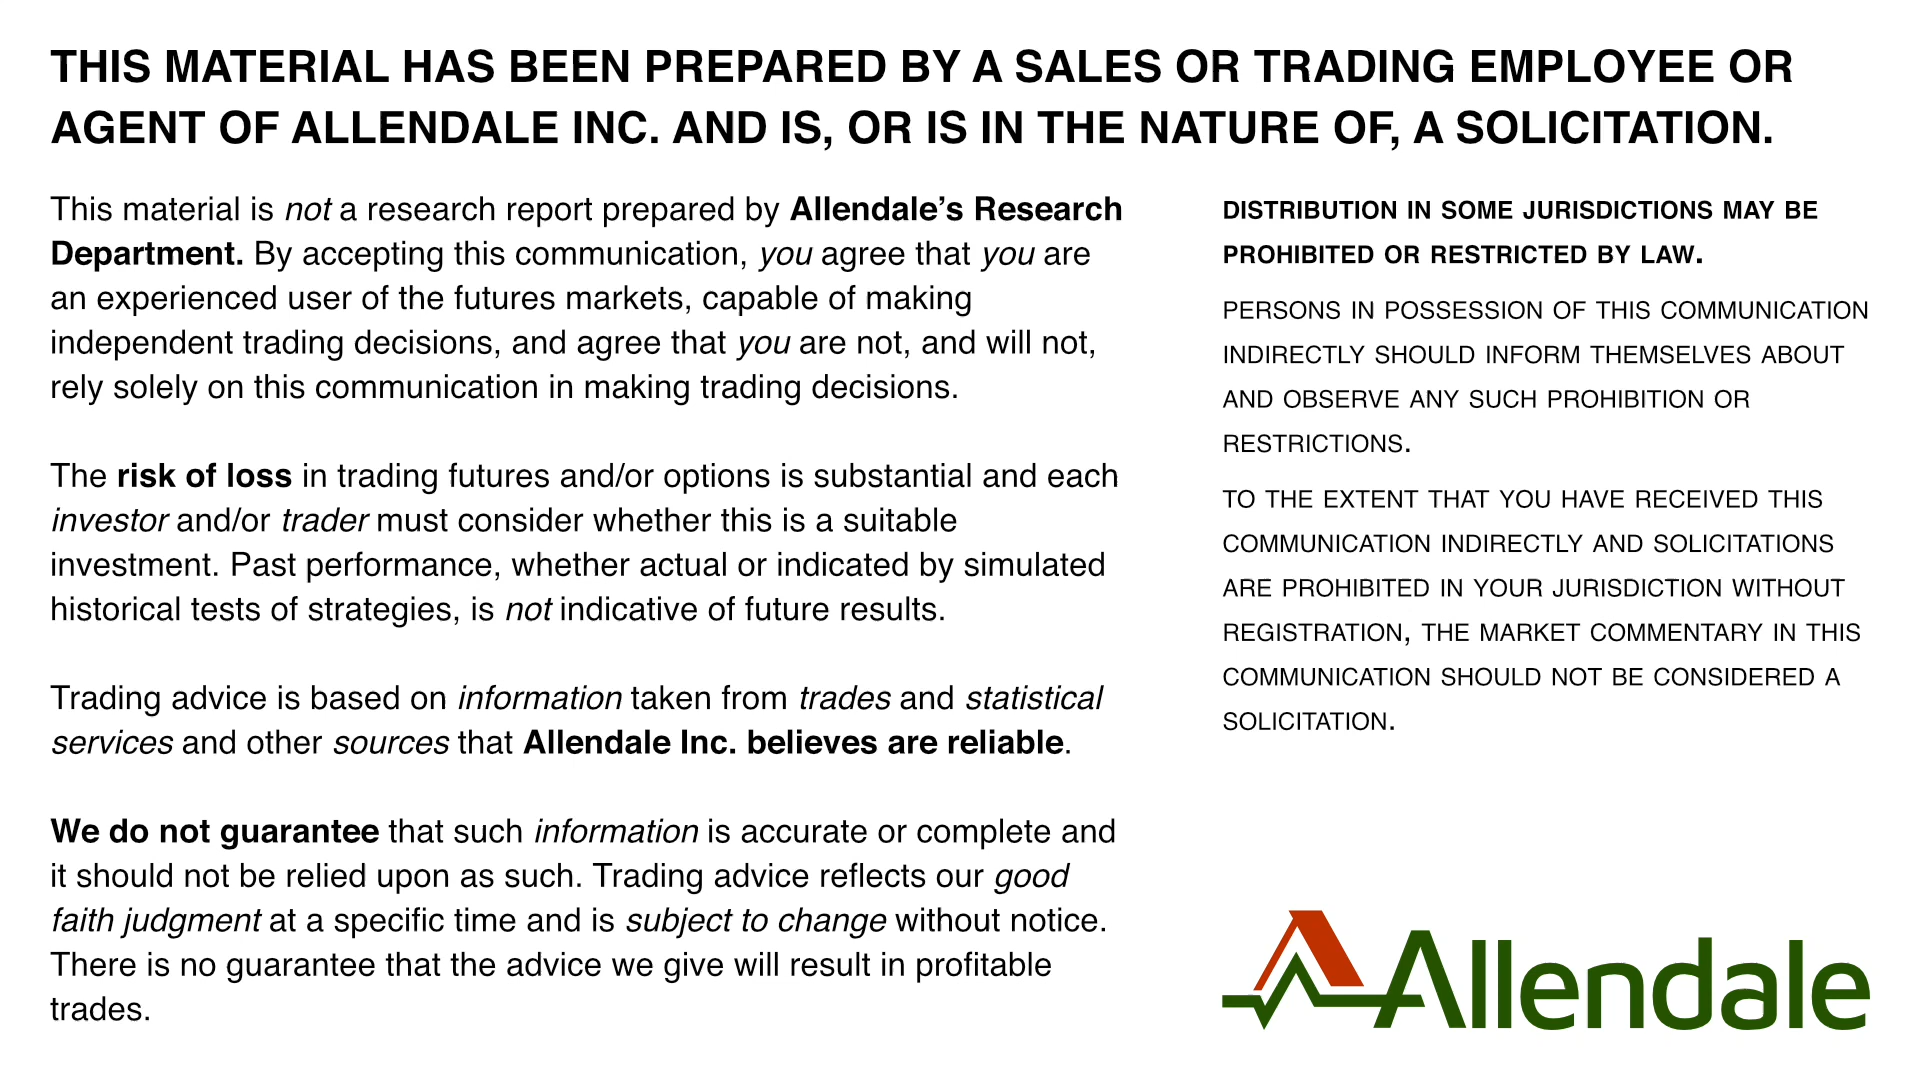 THIS MATERIAL HAS BEEN PREPARED BY A SALES OR TRADING EMPLOYEE OR
AGENT OF ALLENDALE INC. AND IS, OR IS IN THE NATURE OF, A SOLICITATION.
This material is not a research report prepared by Allendale’s Research
Department. By accepting this communication, you agree that you are
an experienced user of the futures markets, capable of making
independent trading decisions, and agree that you are not, and will not,
rely solely on this communication in making trading decisions.
The risk of loss in trading futures and/or options is substantial and each
investor and/or trader must consider whether this is a suitable
investment. Past performance, whether actual or indicated by simulated
historical tests of strategies, is not indicative of future results.
Trading advice is based on information taken from trades and statistical
services and other sources that Allendale Inc. believes are reliable.
We do not guarantee that such information is accurate or complete and
it should not be relied upon as such. Trading advice reflects our good
faith judgment at a specific time and is subject to change without notice.
There is no guarantee that the advice we give will result in profitable
trades.
DISTRIBUTION IN SOME JURISDICTIONS MAY BE
PROHIBITED OR RESTRICTED BY LAW.
PERSONS IN POSSESSION OF THIS COMMUNICATION
INDIRECTLY SHOULD INFORM THEMSELVES ABOUT
AND OBSERVE ANY SUCH PROHIBITION OR
RESTRICTIONS.
TO THE EXTENT THAT YOU HAVE RECEIVED THIS
COMMUNICATION INDIRECTLY AND SOLICITATIONS
ARE PROHIBITED IN YOUR JURISDICTION WITHOUT
REGISTRATION, THE MARKET COMMENTARY IN THIS
COMMUNICATION SHOULD NOT BE CONSIDERED A
SOLICITATION.
Allendale